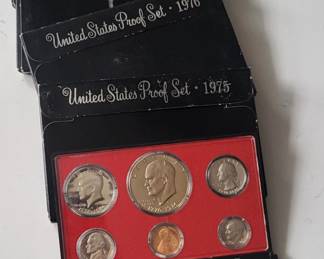 United States Proof Set · 1976
United States Proof Set · 1975